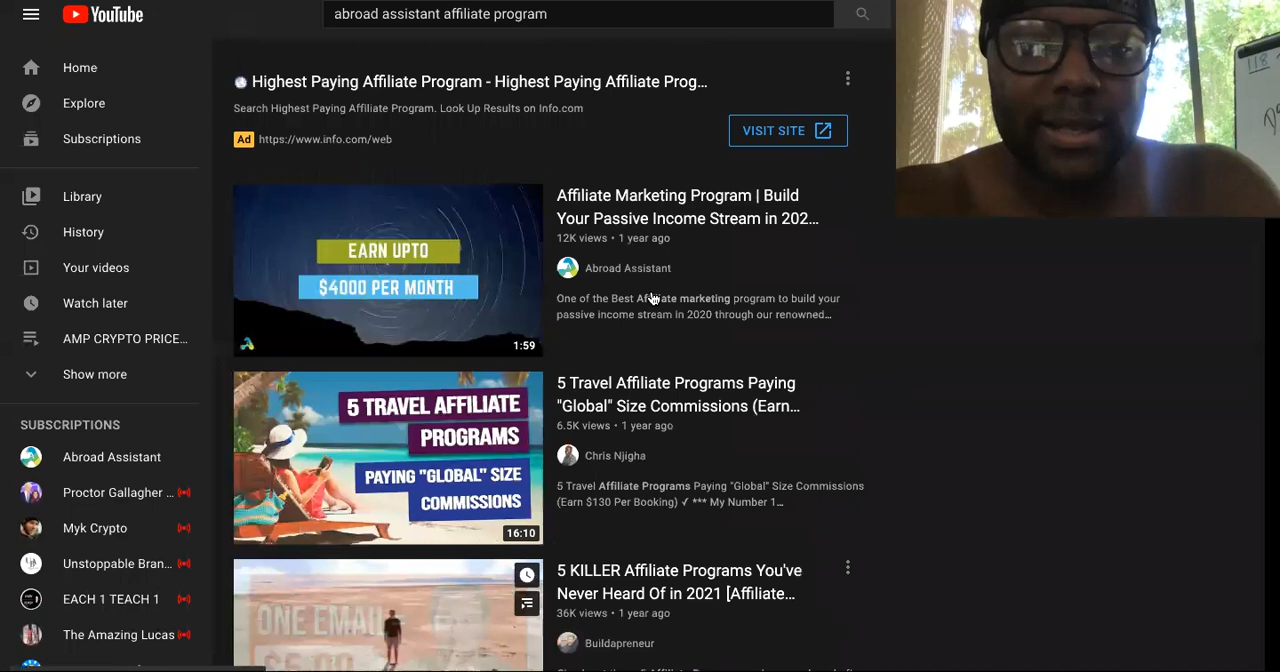 YouTube
abroad assistant affiliate program
Home
Explore
Subscriptions
Library
History
Your videos
Watch later
AMP CRYPTO PRICE...
Show more
SUBSCRIPTIONS
Abroad Assistant
Proctor Gallagher ...
Myk Crypto
Unstoppable Bran...
EACH 1 TEACH 1
The Amazing Lucas
Highest Paying Affiliate Program - Highest Paying Affiliate Prog...
Search Highest Paying Affiliate Program. Look Up Results on Info.com
Ad https://www.info.com/web
VISIT SITE
EARN UPTO
$4000 PER MONTH
1:59
Affiliate Marketing Program | Build
Your Passive Income Stream in 202...
12K views • 1 year ago
Abroad Assistant
One of the Best Affiliate marketing program to build your
passive income stream in 2020 through our renowned...
5 TRAVEL AFFILIATE
PROGRAMS
PAYING "GLOBAL" SIZE
COMMISSIONS
16:10
5 Travel Affiliate Programs Paying
"Global" Size Commissions (Earn...
6.5K views • 1 year ago
Chris Njigha
5 Travel Affiliate Programs Paying "Global" Size Commissions
(Earn $130 Per Booking) √ *** My Number 1...
ONE EMAIL
5 KILLER Affiliate Programs You've
Never Heard Of in 2021 [Affiliate...
36K views • 1 year ago
Buildapreneur
118